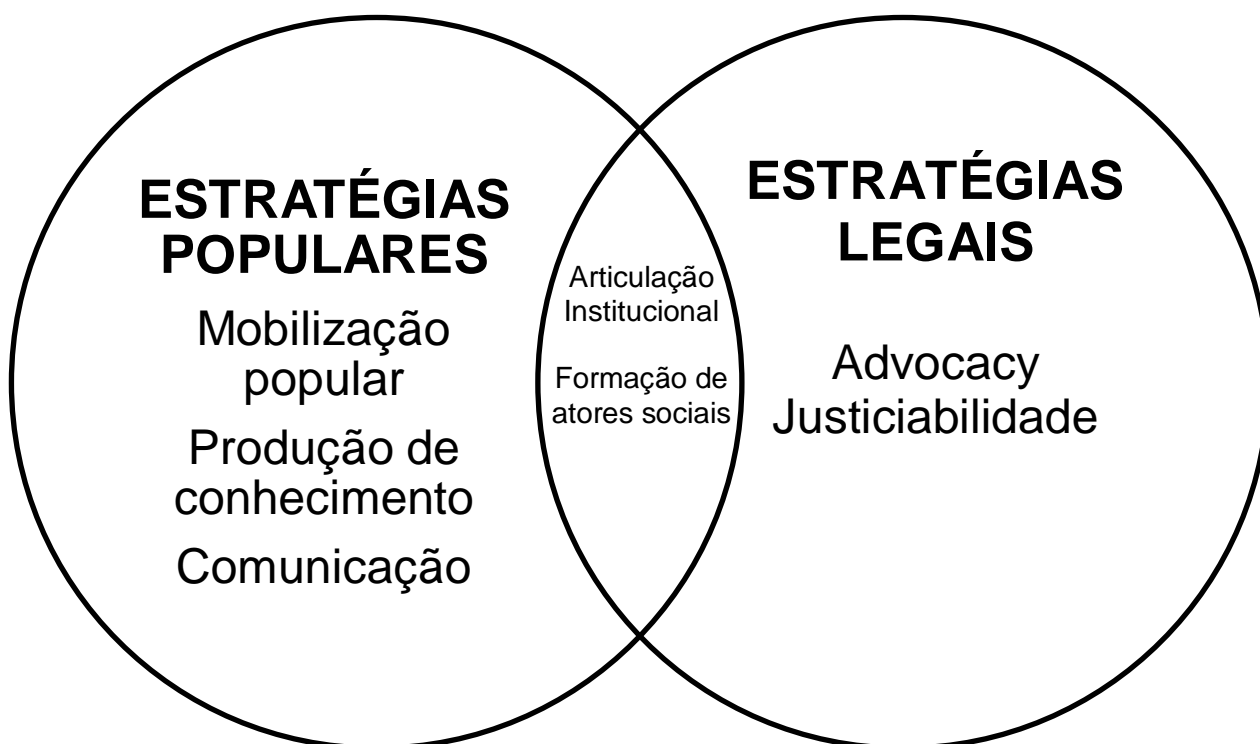 ESTRATÉGIAS
POPULARES
Mobilização
popular
Produção de
conhecimento
Comunicação
Articulação
Institucional
Formação de
atores sociais
ESTRATÉGIAS
LEGAIS
Advocacy
Justiciabilidade